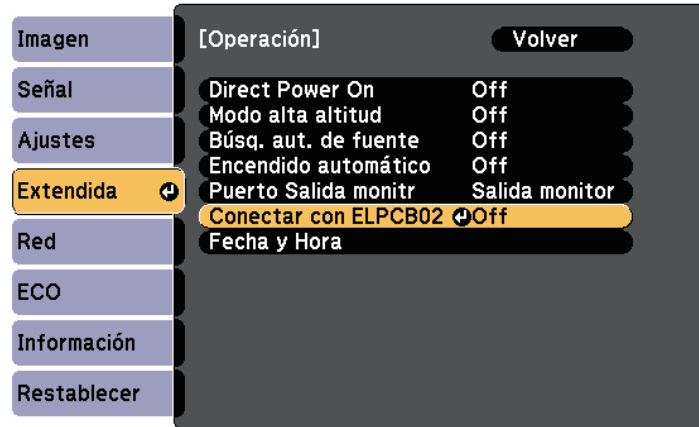 Imagen
Señal
Ajustes
Extendida
Red
ECO
Información
Restablecer
[Operación] Volver
Direct Power On Off
Modo alta altitud Off
Búsq. aut. de fuente Off
Encendido automático Off
Puerto Salida monitr Salida monitor
Conectar con ELPCB02 Off
Fecha y Hora